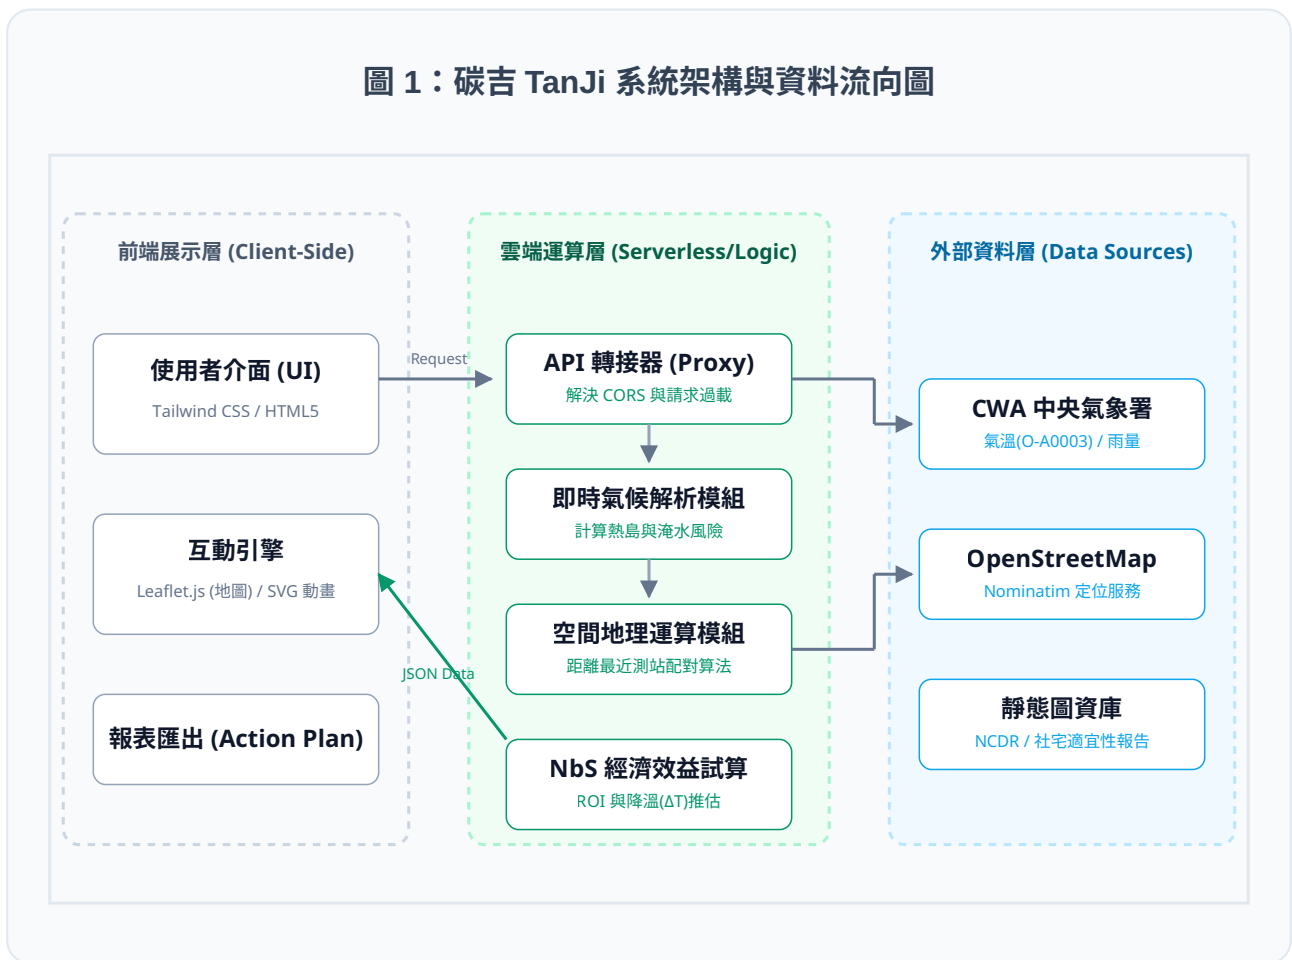 圖 1：碳吉 TanJi 系統架構與資料流向圖
前端展示層 (Client-Side)
使用者介面 (UI)
Tailwind CSS / HTML5
互動引擎
Leaflet.js (地圖) / SVG 動畫
報表匯出 (Action Plan)
Request
JSON Data
雲端運算層 (Serverless/Logic)
API 轉接器 (Proxy)
解決 CORS 與請求過載
即時氣候解析模組
計算熱島與淹水風險
空間地理運算模組
距離最近測站配對算法
NbS 經濟效益試算
ROI 與降溫(ΔT)推估
外部資料層 (Data Sources)
CWA 中央氣象署
氣溫(O-A0003) / 雨量
OpenStreetMap
Nominatim 定位服務
靜態圖資庫
NCDR / 社宅適宜性報告